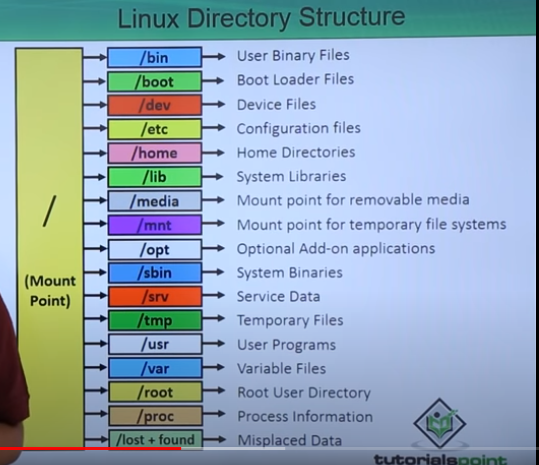 Linux Directory Structure
/
(Mount
Point)
/bin User Binary Files
/boot Boot Loader Files
/dev Device Files
/etc Configuration files
/home Home Directories
/lib System Libraries
/media Mount point for removable media
/mnt Mount point for temporary file systems
/opt Optional Add-on applications
/sbin System Binaries
/srv Service Data
/tmp Temporary Files
/usr User Programs
/var Variable Files
/root Root User Directory
/proc Process Information
/lost + found Misplaced Data
tutorialspoint